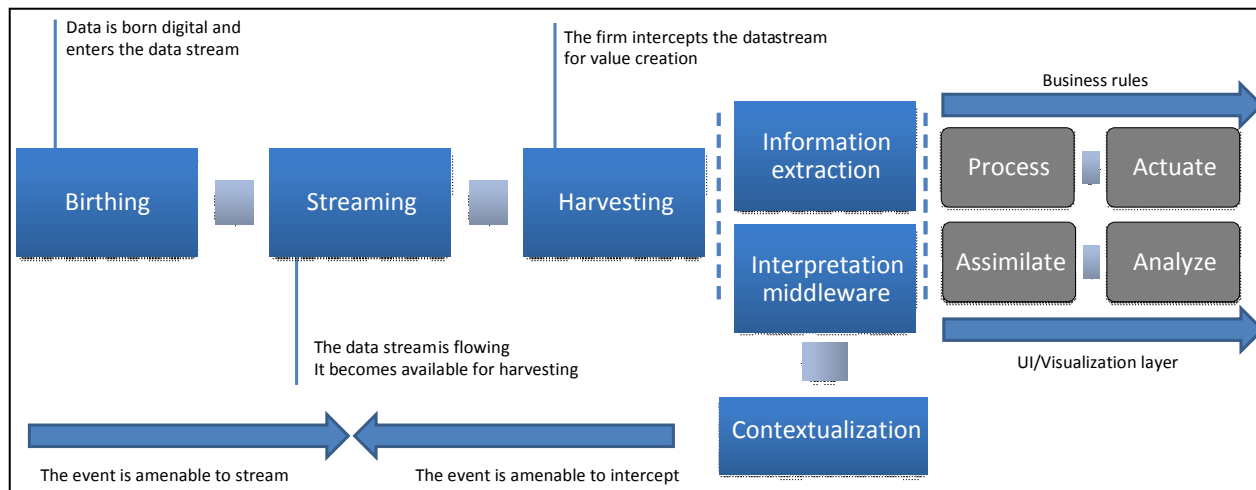 Data is born digital and
enters the data stream
The firm intercepts the datastream
for value creation
Business rules
Birthing
Streaming
Harvesting
Information
extraction
Interpretation
middleware
Process
Actuate
Assimilate
Analyze
The data stream is flowing
It becomes available for harvesting
UI/Visualization layer
Contextualization
The event is amenable to stream
The event is amenable to intercept